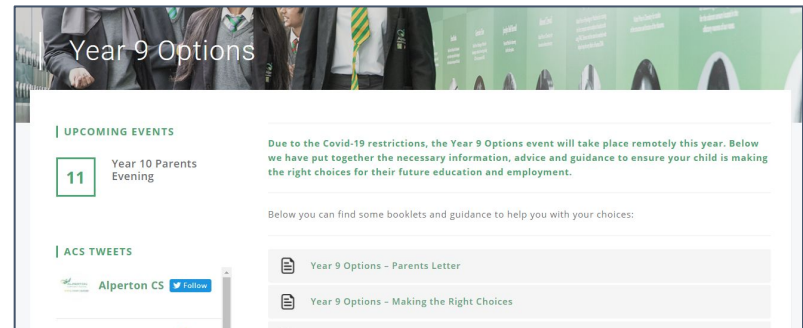 Year 9 Options
UPCOMING EVENTS
11
Year 10 Parents
Evening
ACS TWEETS
Alperton CS Follow
Due to the Covid-19 restrictions, the Year 9 Options event will take place remotely this year. Below
we have put together the necessary information, advice and guidance to ensure your child is making
the right choices for their future education and employment.
Below you can find some booklets and guidance to help you with your choices:
Year 9 Options – Parents Letter
Year 9 Options – Making the Right Choices